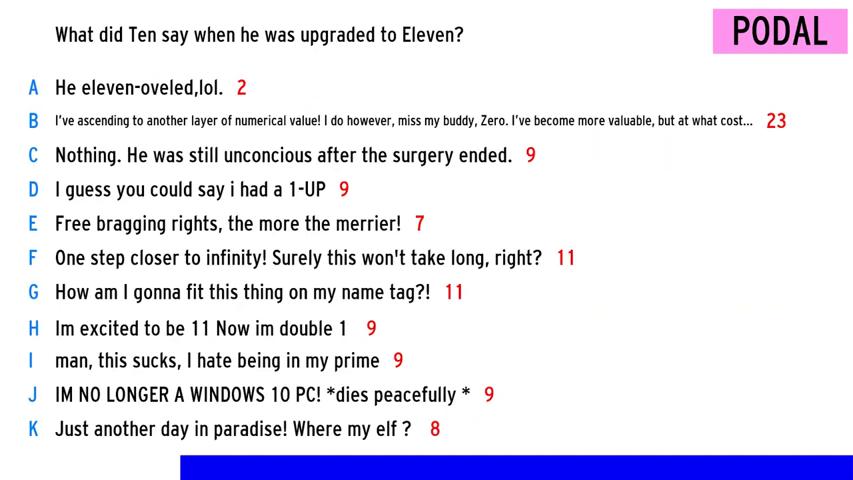 What did Ten say when he was upgraded to Eleven?
PODAL
A He eleven-oveled,lol. 2
B I've ascending to another layer of numerical value! I do however, miss my buddy, Zero. I've become more valuable, but at what cost... 23
C Nothing. He was still unconcious after the surgery ended. 9
D I guess you could say i had a 1-UP 9
E Free bragging rights, the more the merrier! 7
F One step closer to infinity! Surely this won't take long, right? 11
G How am I gonna fit this thing on my name tag?! 11
H Im excited to be 11 Now im double 1 9
I man, this sucks, I hate being in my prime 9
J IM NO LONGER A WINDOWS 10 PC! *dies peacefully * 9
K Just another day in paradise! Where my elf ? 8